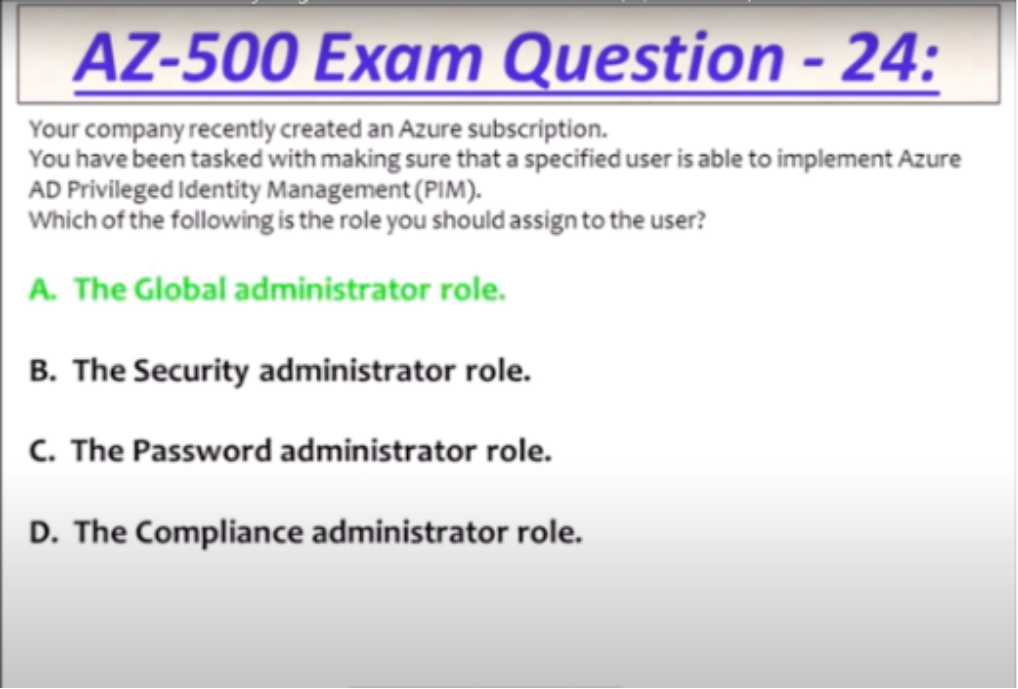 AZ-500 Exam Question - 24:
Your company recently created an Azure subscription.
You have been tasked with making sure that a specified user is able to implement Azure
AD Privileged Identity Management (PIM).
Which of the following is the role you should assign to the user?
A. The Global administrator role.
B. The Security administrator role.
C. The Password administrator role.
D. The Compliance administrator role.